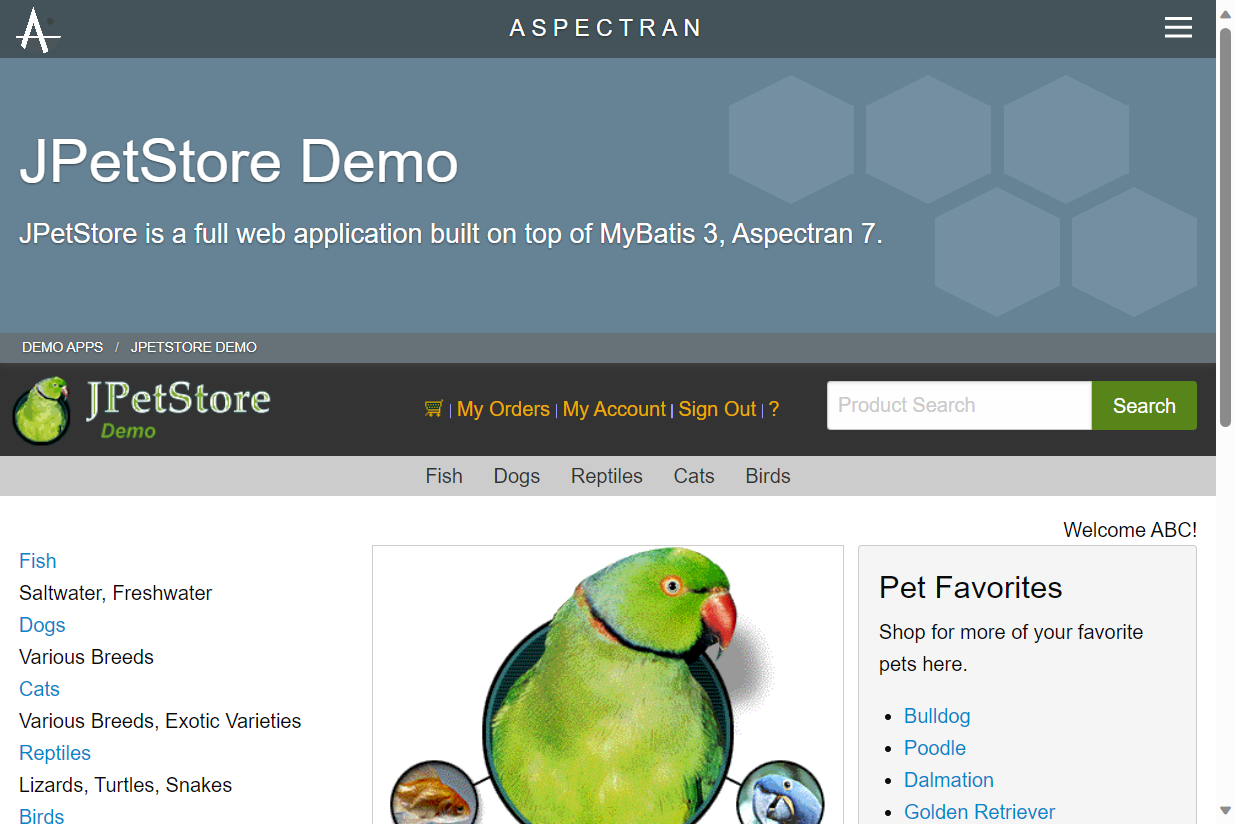 ASPECTRAN
JPetStore Demo
JPetStore is a full web application built on top of MyBatis 3, Aspectran 7.
DEMO APPS / JPETSTORE DEMO
JPetStore
Demo
| My Orders | My Account | Sign Out | ?
Product Search
Search
Fish Dogs Reptiles Cats Birds
Welcome ABC!
Fish
Saltwater, Freshwater
Dogs
Various Breeds
Cats
Various Breeds, Exotic Varieties
Reptiles
Lizards, Turtles, Snakes
Birds
Pet Favorites
Shop for more of your favorite
pets here.
• Bulldog
• Poodle
• Dalmation
• Golden Retriever